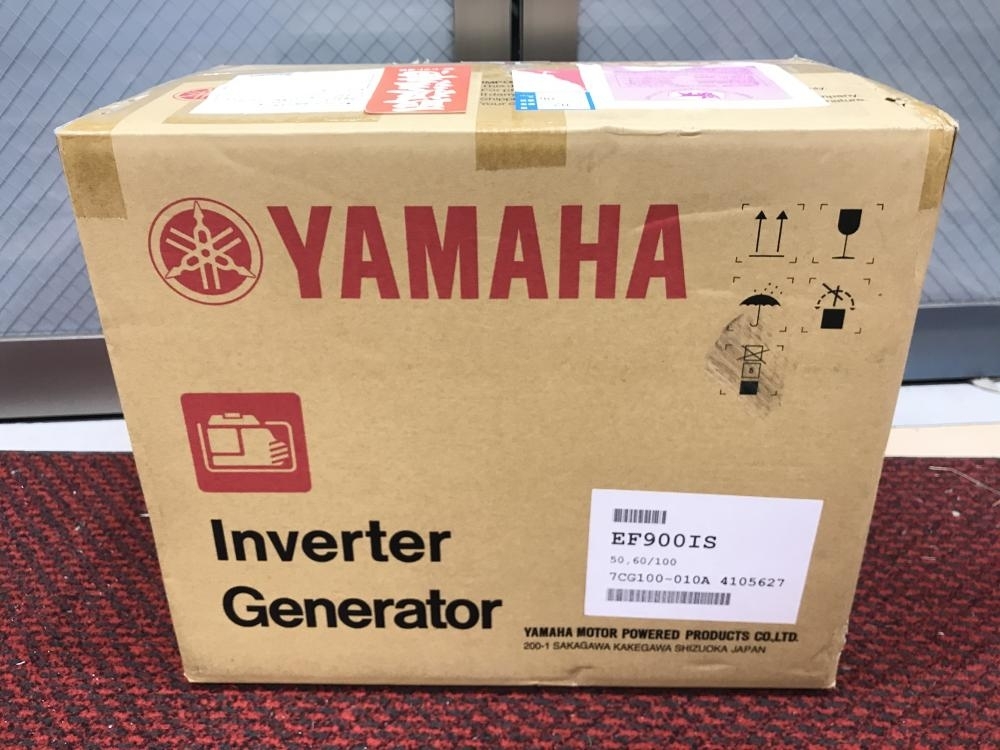 YAMAHA
8
Inverter
Generator
EF900IS
50,60/100
7CG100-010A 4105627
YAMAHA MOTOR POWERED PRODUCTS CO.,LTD.
200-1 SAKAGAWA KAKEGAWA SHIZUOKA JAPAN